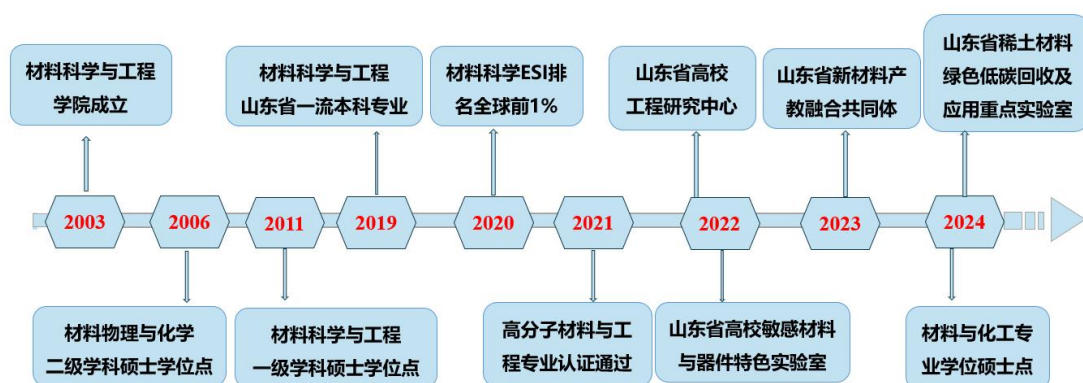 材料科学与工程
学院成立
材料科学与工程
山东省一流本科专业
材料科学ESI排
名全球前1%
山东省高校
工程研究中心
山东省新材料产
教融合共同体
山东省稀土材料
绿色低碳回收及
应用重点实验室
2003
2006
2011
2019
2020
2021
2022
2023
2024
材料物理与化学
二级学科硕士学位点
材料科学与工程
一级学科硕士学位点
高分子材料与工
程专业认证通过
山东省高校敏感材料
与器件特色实验室
材料与化工专
业学位硕士点